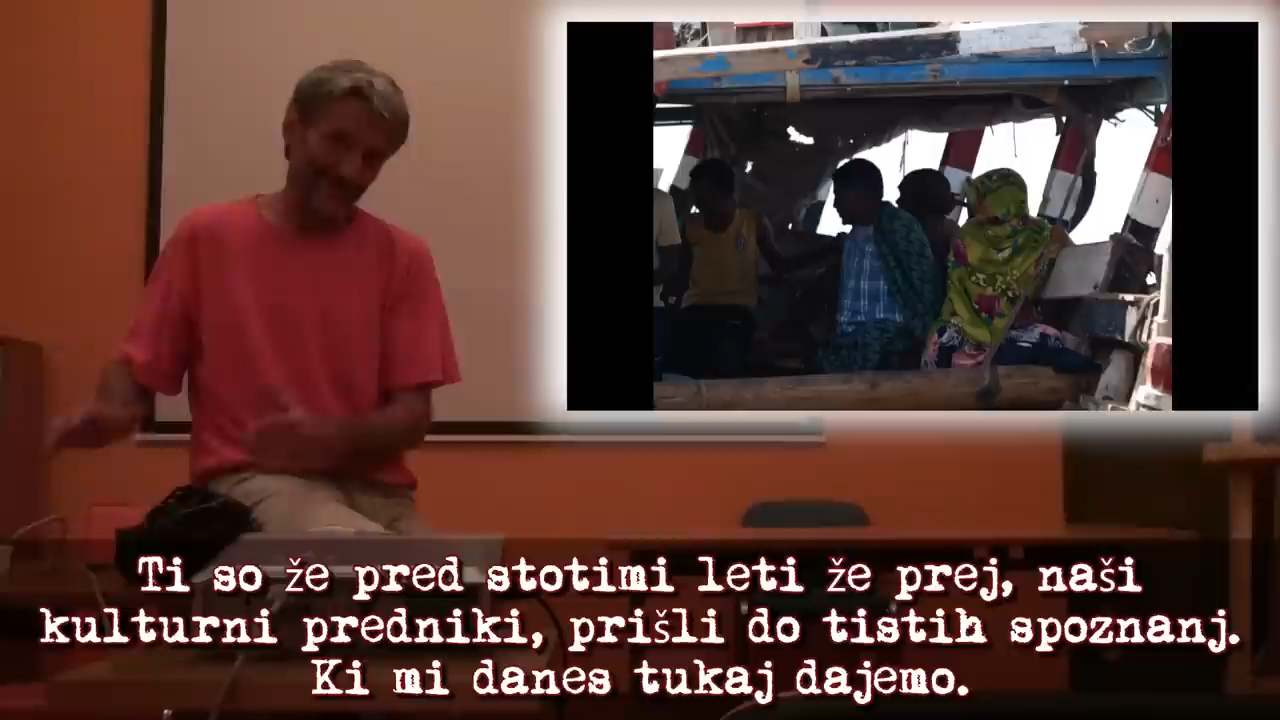 Ti so že pred stotimi leti že prej, naši
kulturni predniki, prišli do tistih spoznanj.
Ki mi danes tukaj dajemo.